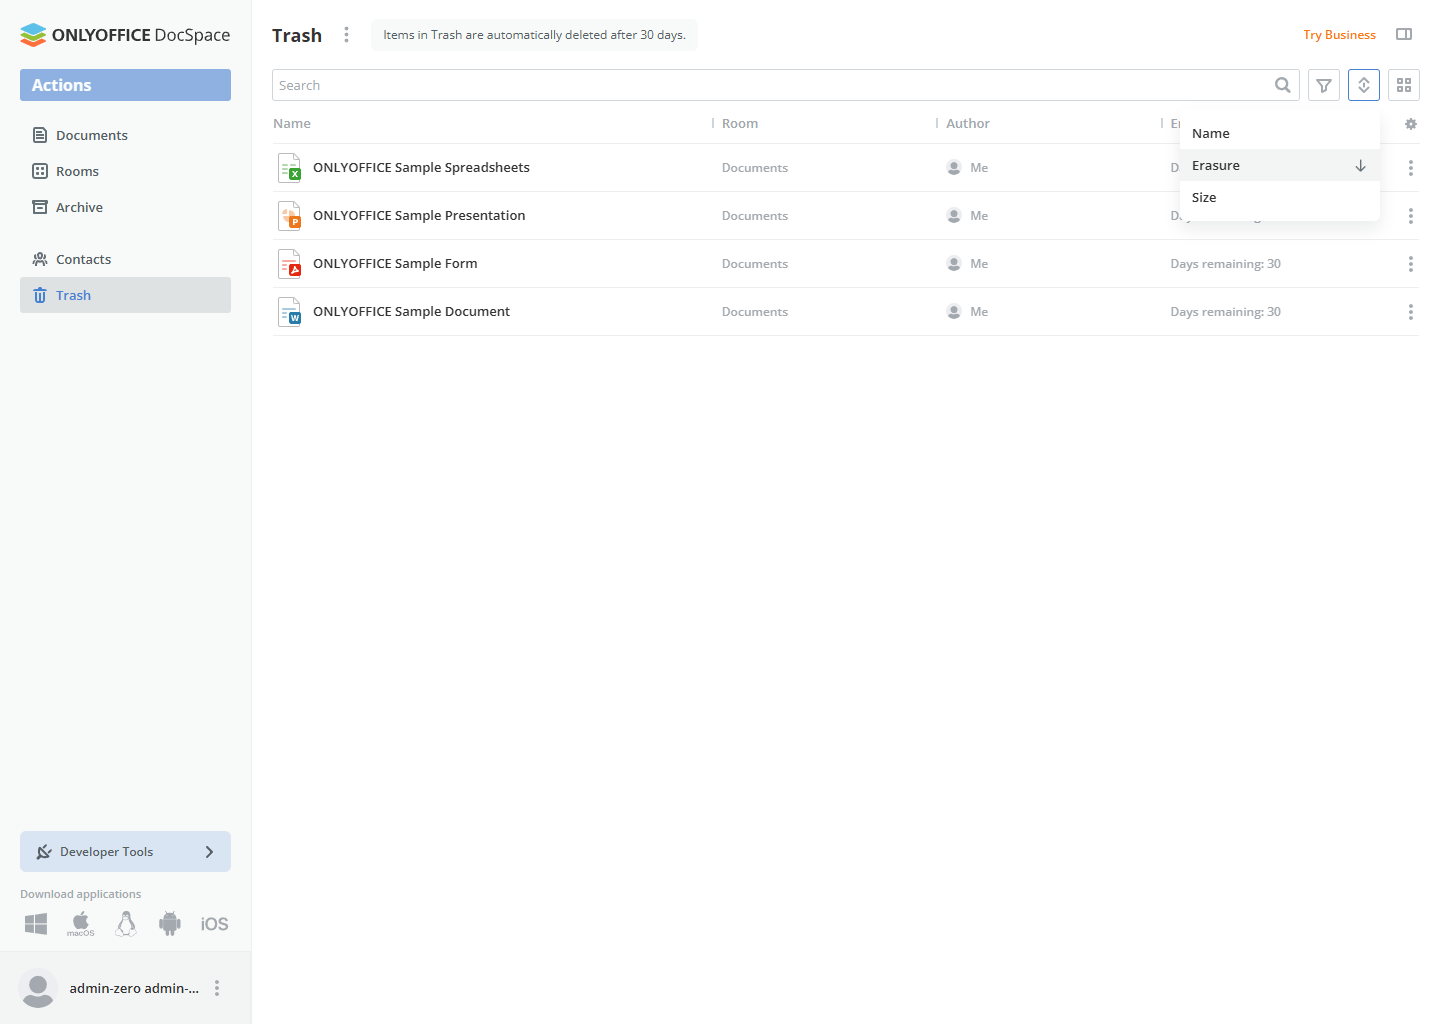 ONLYOFFICE DocSpace
Actions
Documents
Rooms
Archive
Contacts
Trash
Developer Tools
Download applications
macOS
iOS
admin-zero admin-...
Trash
Items in Trash are automatically deleted after 30 days.
Try Business
Search
Name Room Author
Name
Erasure
Size
ONLYOFFICE Sample Spreadsheets Documents Me
ONLYOFFICE Sample Presentation Documents Me
ONLYOFFICE Sample Form Documents Me Days remaining: 30
ONLYOFFICE Sample Document Documents Me Days remaining: 30